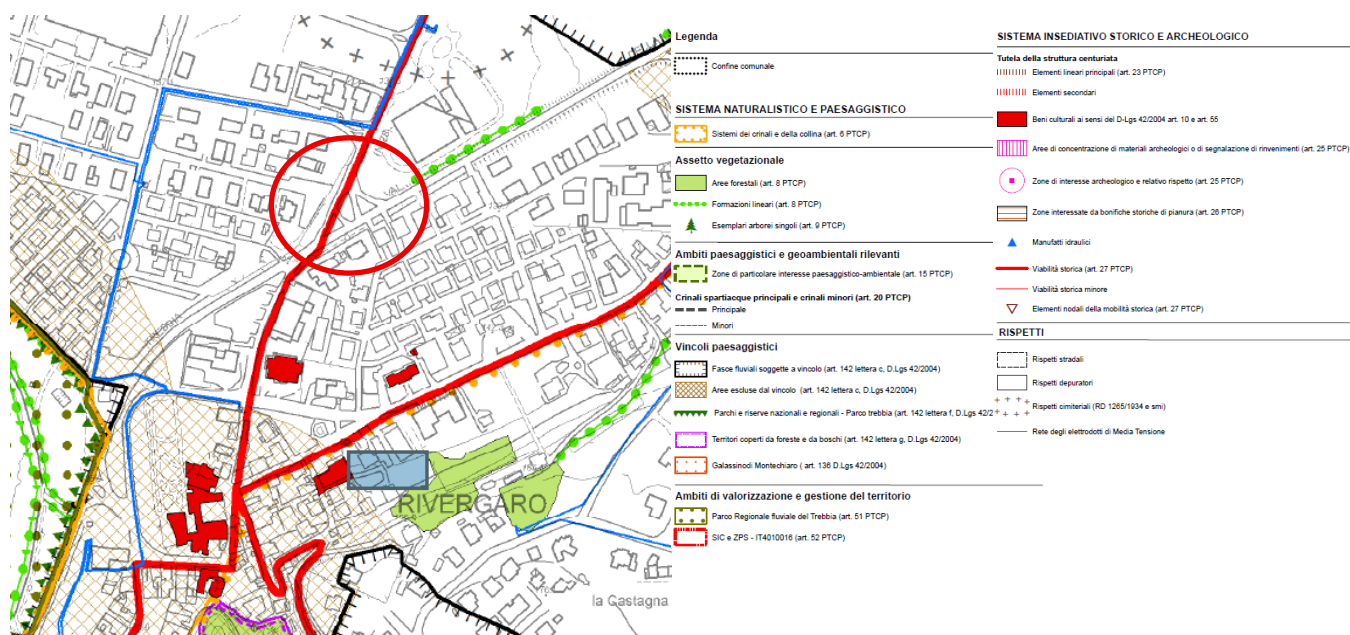 RIVERGARO
la Castagna
Legenda
Confine comunale
SISTEMA NATURALISTICO E PAESAGGISTICO
Sistemi dei crinali e della collina (art. 6 PTCP)
Assetto vegetazionale
Aree forestali (art. 8 PTCP)
Formazioni lineari (art. 8 PTCP)
Esemplari arborei singoli (art. 9 PTCP)
Ambiti paesaggistici e geoambientali rilevanti
Zone di particolare interesse paesaggistico-ambientale (art. 15 PTCP)
Crinali spartiacque principali e crinali minori (art. 20 PTCP)
Principale
Minori
Vincoli paesaggistici
Fasce fluviali soggette a vincolo (art. 142 lettera c, D.Lgs 42/2004)
Aree escluse dal vincolo (art. 142 lettera c, D.Lgs 42/2004)
Parchi e riserve nazionali e regionali - Parco trebbia (art. 142 lettera f, D.Lgs 42/2
Territori coperti da foreste e da boschi (art. 142 lettera g, D.Lgs 42/2004)
Galassinodi Montechiaro ( art. 136 D.Lgs 42/2004)
Ambiti di valorizzazione e gestione del territorio
Parco Regionale fluviale del Trebbia (art. 51 PTCP)
SIC e ZPS - IT4010016 (art. 52 PTCP)
SISTEMA INSEDIATIVO STORICO E ARCHEOLOGICO
Tutela della struttura centuriata
Elementi lineari principali (art. 23 PTCP)
Elementi secondari
Beni culturali ai sensi del D-Lgs 42/2004 art. 10 e art. 55
Aree di concentrazione di materiali archeologici o di segnalazione di rinvenimenti (art. 25 PTCP)
Zone di interesse archeologico e relativo rispetto (art. 25 PTCP)
Zone interessate da bonifiche storiche di pianura (art. 26 PTCP)
Manufatti idraulici
Viabilità storica (art. 27 PTCP)
Viabilità storica minore
Elementi nodali della mobilità storica (art. 27 PTCP)
RISPETTI
Rispetti stradali
Rispetti depuratori
Rispetti cimiteriali (RD 1265/1934 e smi)
Rete degli elettrodotti di Media Tensione